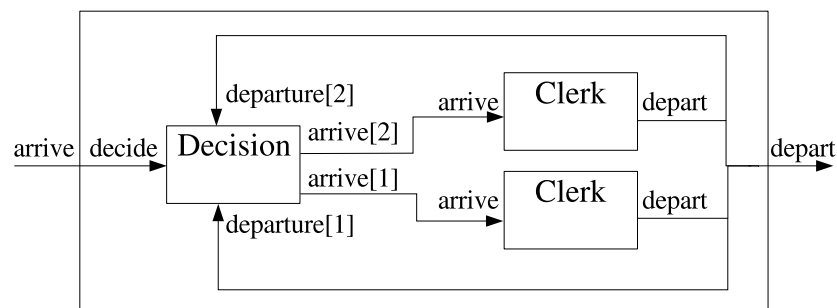 departure[2]
arrive
Clerk
depart
arrive
decide
Decision
arrive[2]
arrive[1]
depart
arrive
Clerk
depart
departure[1]